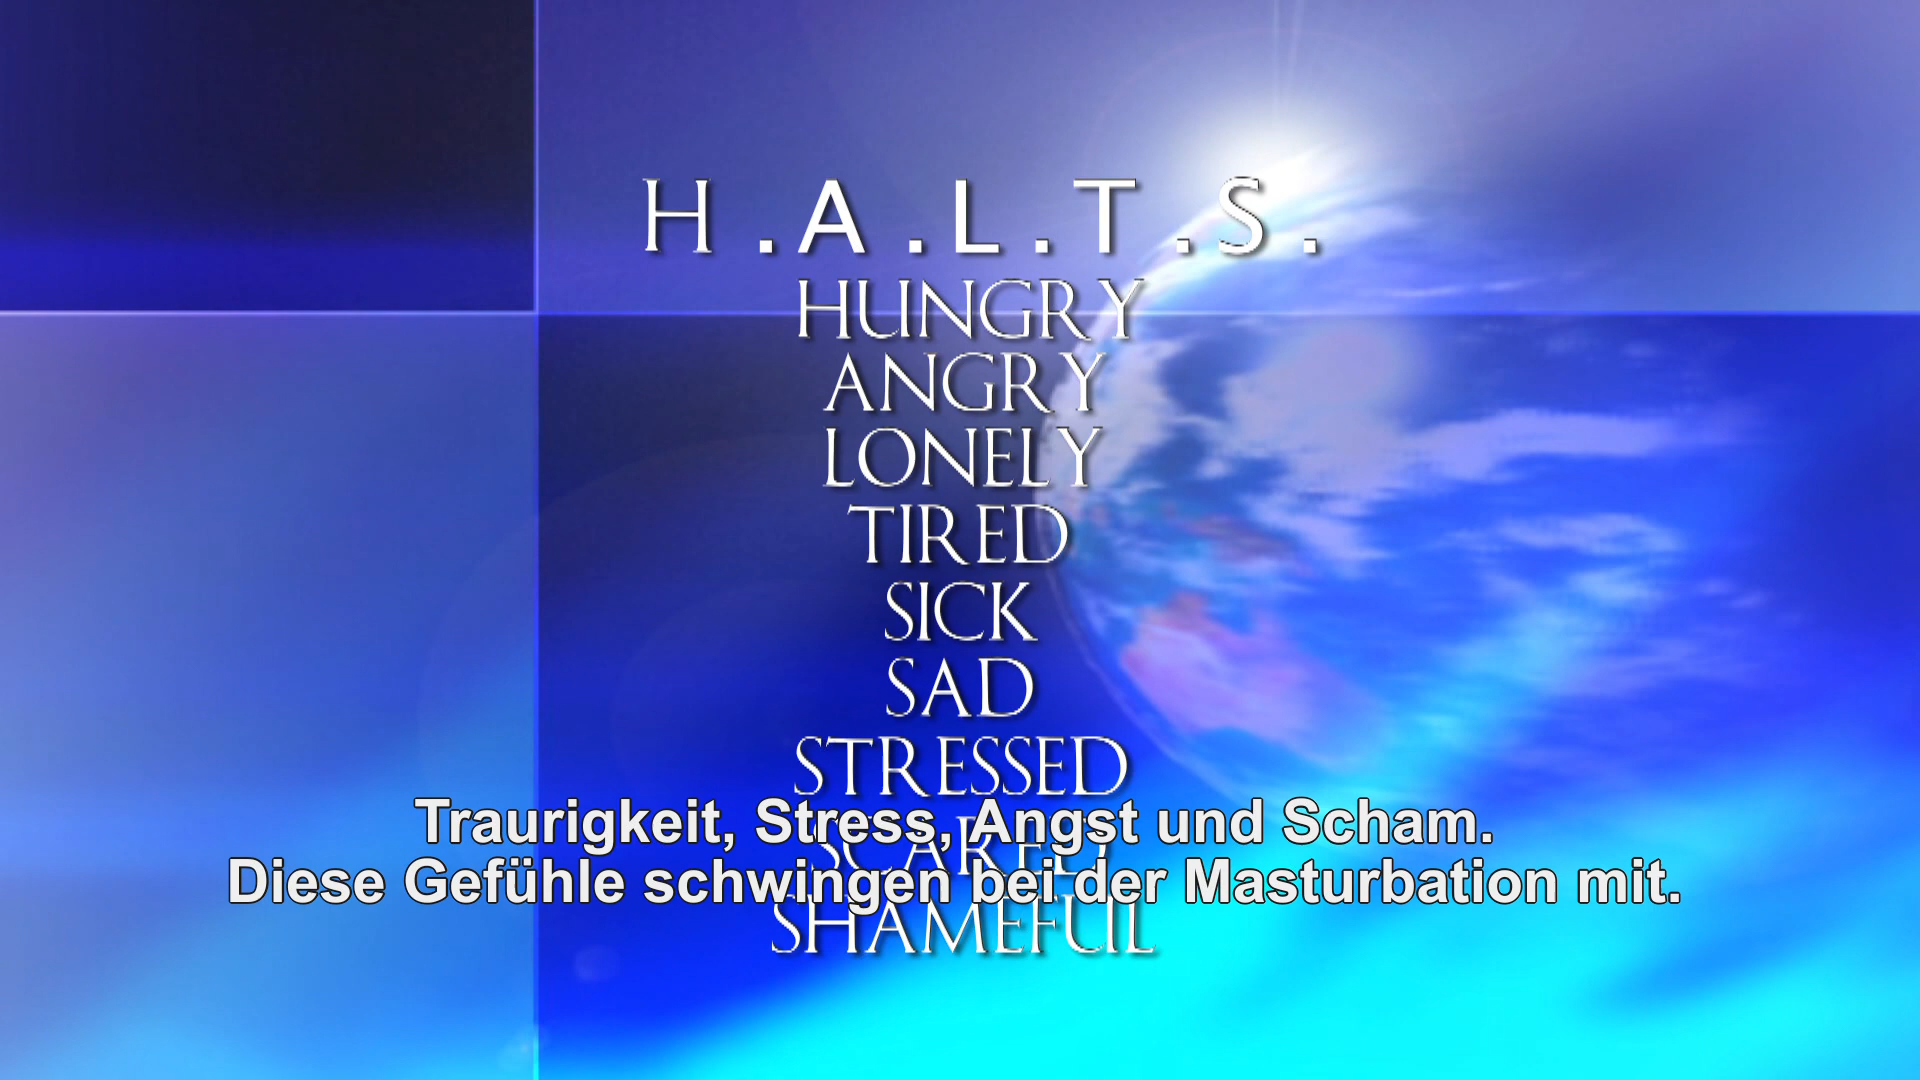 H.A.L.T.S.
HUNGRY
ANGRY
LONELY
TIRED
SICK
SAD
STRESSED
Traurigkeit, Stress, Angst und Scham.
SCARED
Diese Gefühle schwingen bei der Masturbation mit.
SHAMEFUL